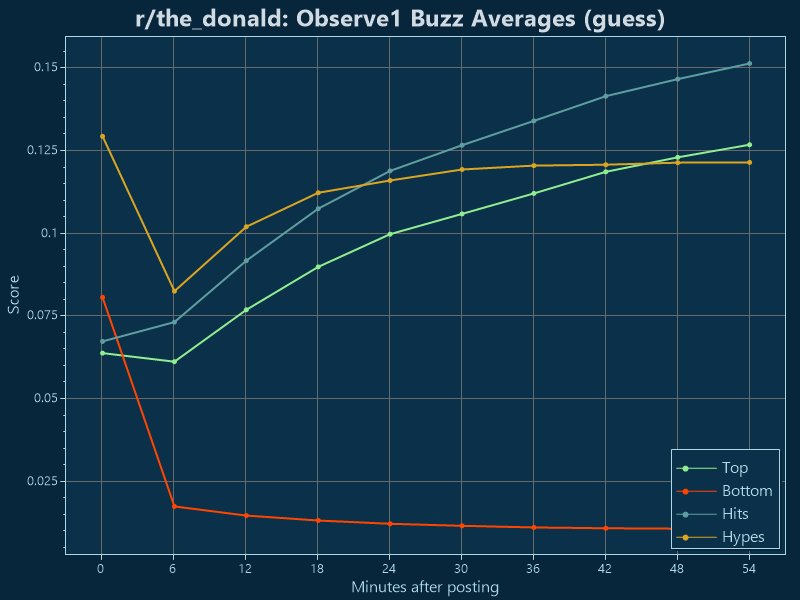 r/the_donald: Observe1 Buzz Averages (guess)
0.15
0.125
0.1
0.075
0.05
0.025
Score
0 6 12 18 24 30 36 42 48 54
Minutes after posting
Top
Bottom
Hits
Hypes